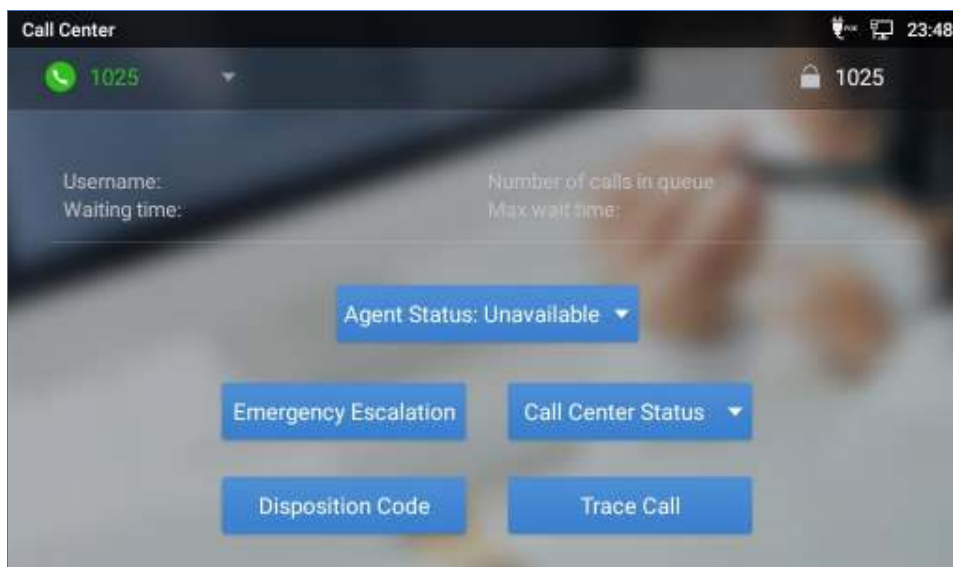 Call Center 23:48
1025 1025
Username: Number of calls in queue
Waiting time: Max wait time:
Agent Status: Unavailable
Emergency Escalation Call Center Status
Disposition Code Trace Call